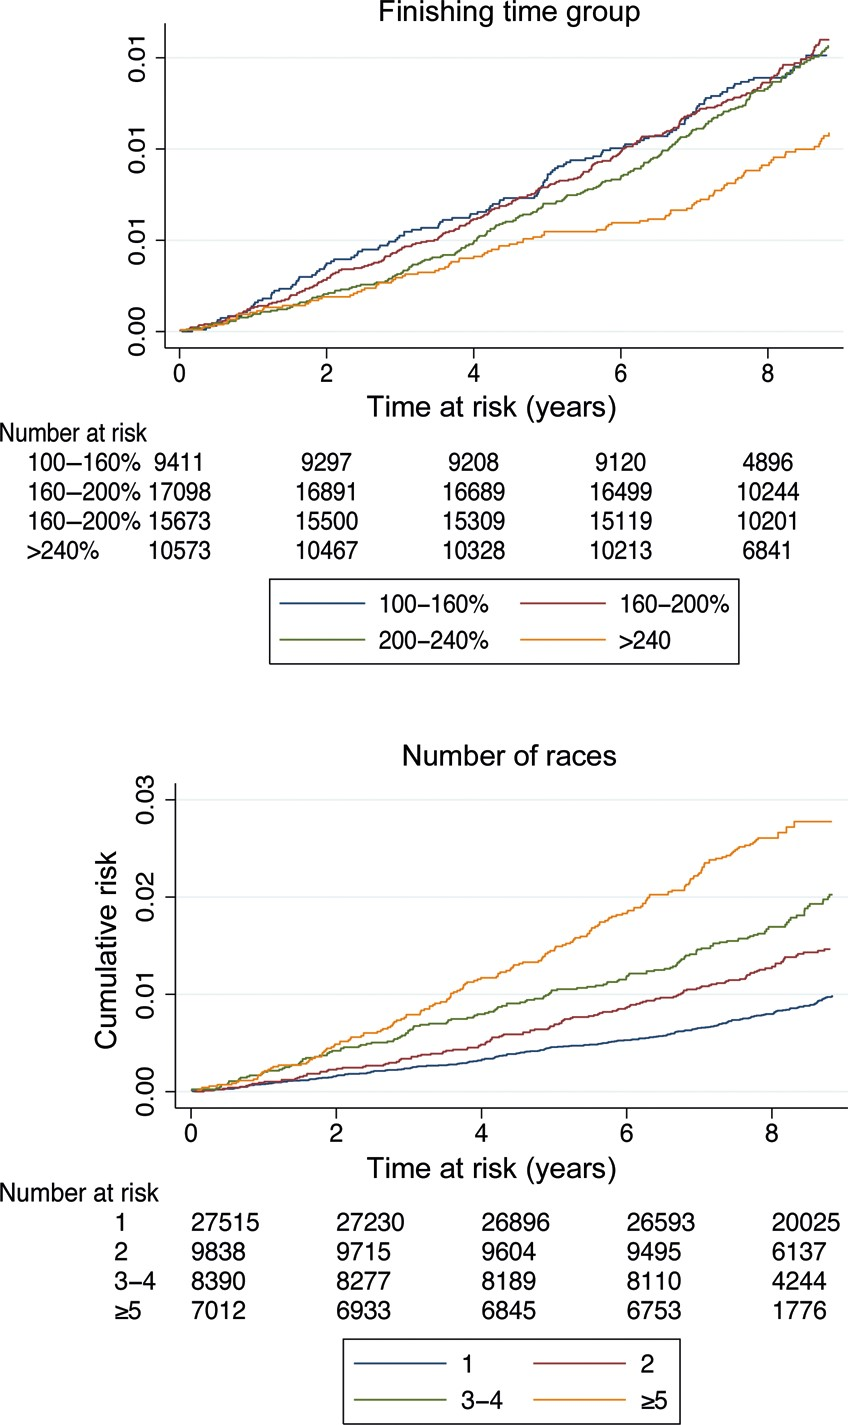 Finishing time group
0.01
0.01
0.01
0.00
0 2 4 6 8
Time at risk (years)
Number at risk
100–160% 9411 9297 9208 9120 4896
160–200% 17098 16891 16689 16499 10244
160–200% 15673 15500 15309 15119 10201
>240% 10573 10467 10328 10213 6841
100–160% 160–200%
200–240% >240
Number of races
Cumulative risk
0.03
0.02
0.01
0.00
0 2 4 6 8
Time at risk (years)
Number at risk
1 27515 27230 26896 26593 20025
2 9838 9715 9604 9495 6137
3–4 8390 8277 8189 8110 4244
≥5 7012 6933 6845 6753 1776
1 2
3–4 ≥5